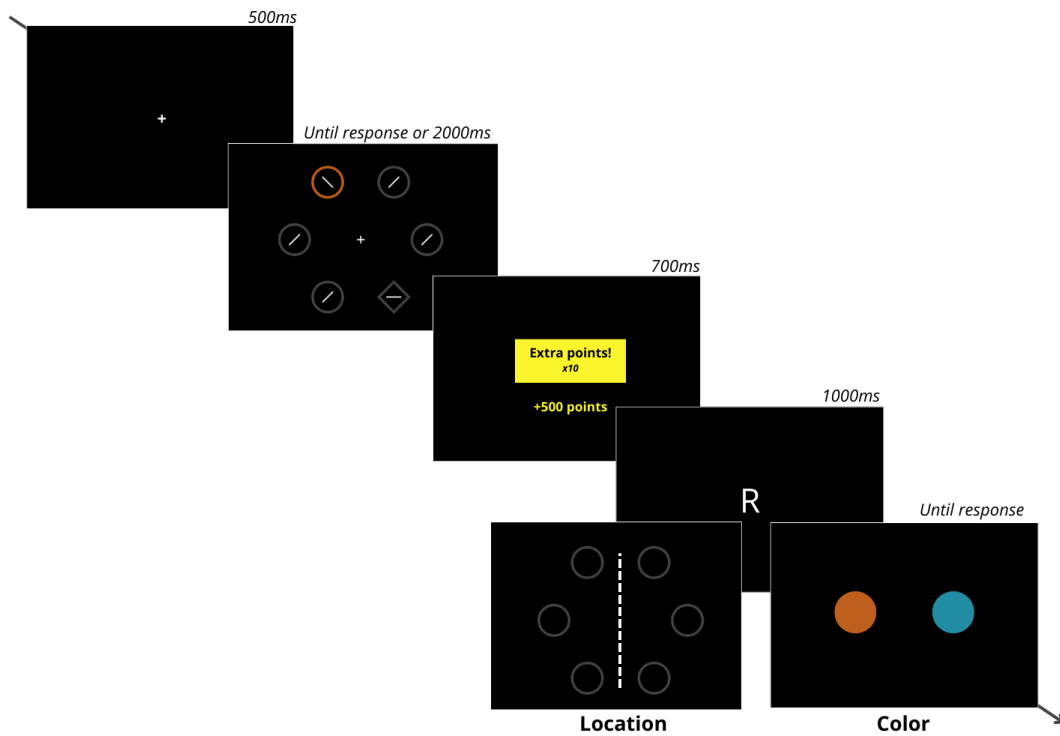 500ms
Until response or 2000ms
700ms
Extra points!
x10
+500 points
1000ms
R
Until response
Location
Color